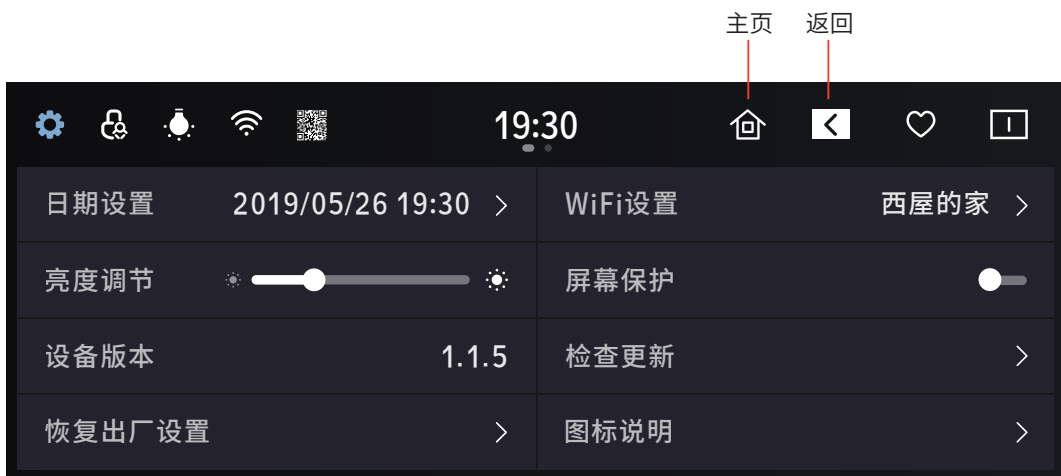 主页 返回
19:30
日期设置 2019/05/26 19:30 WiFi设置 西屋的家
亮度调节 屏幕保护
设备版本 1.1.5 检查更新
恢复出厂设置 图标说明